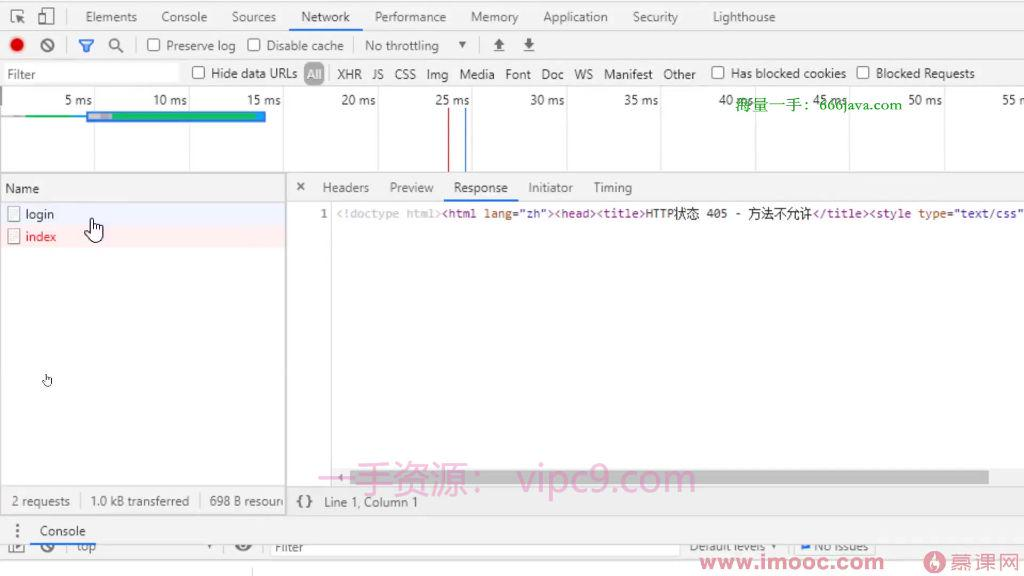 Elements Console Sources Network Performance Memory Application Security Lighthouse
Preserve log Disable cache No throttling
Filter Hide data URLs All XHR JS CSS Img Media Font Doc WS Manifest Other Has blocked cookies Blocked Requests
5 ms 10 ms 15 ms 20 ms 25 ms 30 ms 35 ms 40 ms 45 ms 50 ms 55 m
海量一手：666java.com
Name × Headers Preview Response Initiator Timing
login
index
1 <!doctype html><html lang="zh"><head><title>HTTP状态 405 - 方法不允许</title><style type="text/css"
一手资源： vipc9.com
2 requests 1.0 kB transferred 698 B resour {} Line 1, Column 1
Console
top Filter Default levels No Issues
www.imooc.com 慕课网